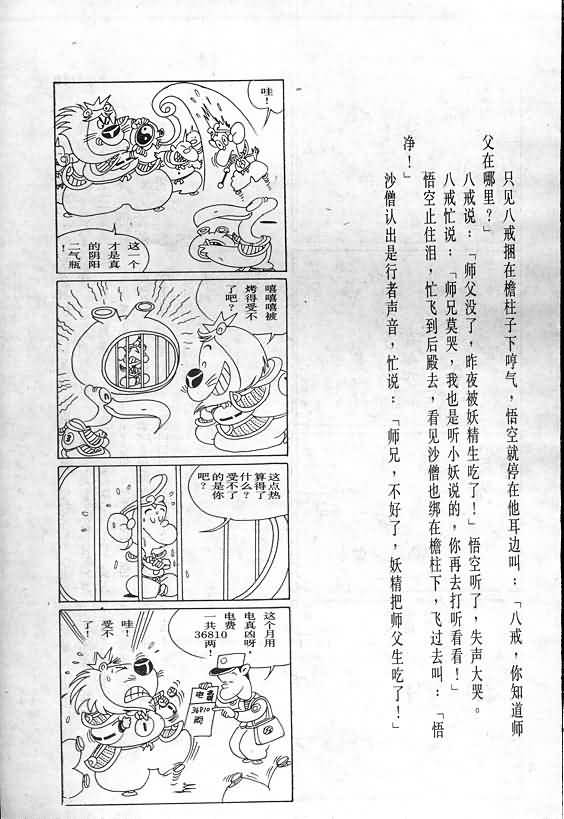 只见八戒捆在檐柱子下哼气，悟空就停在他耳边叫：「八戒，你知道师
父在哪里？」
八戒说：「师父没了，昨夜被妖精生吃了！」悟空听了，失声大哭。
八戒忙说：「师兄莫哭，我也是听小妖说的，你再去打听看看！」
悟空止住泪，忙飞到后殿去，看见沙僧也绑在檐柱下，飞过去叫：「悟
净！」
沙僧认出是行者声音，忙说：「师兄，不好了，妖精把师父生吃了！」
哇！
这一个
才是真
的阴阳
二气瓶！
嘻嘻嘻被
烤得受不
了吧？
这点热
算得了
什么？
受不了
的是你
吧？
这个月用
电真凶呀，
电费
一共36810两！
电费
36810
两
哇！
受不
了！